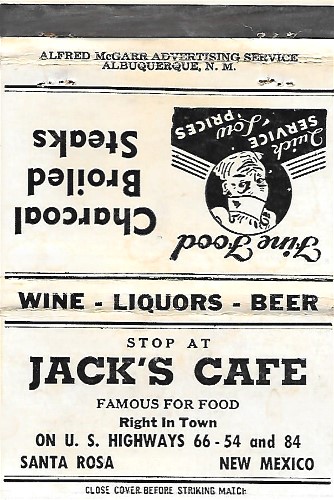 ALFRED McGARR ADVERTISING SERVICE
ALBUQUERQUE, N. M.
Fine Food
Quick SERVICE
Low PRICES
Charcoal
Broiled
Steaks
WINE - LIQUORS - BEER
STOP AT
JACK'S CAFE
FAMOUS FOR FOOD
Right In Town
ON U. S. HIGHWAYS 66 - 54 and 84
SANTA ROSA NEW MEXICO
CLOSE COVER BEFORE STRIKING MATCH